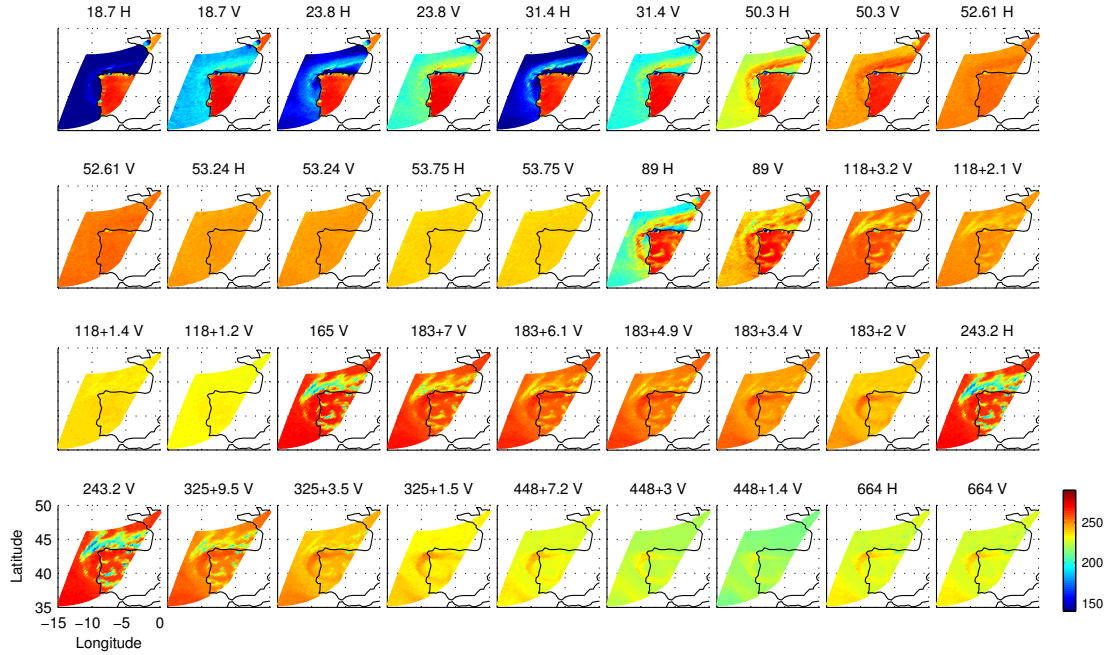 18.7 H 18.7 V 23.8 H 23.8 V 31.4 H 31.4 V 50.3 H 50.3 V 52.61 H
52.61 V 53.24 H 53.24 V 53.75 H 53.75 V 89 H 89 V 118+3.2 V 118+2.1 V
118+1.4 V 118+1.2 V 165 V 183+7 V 183+6.1 V 183+4.9 V 183+3.4 V 183+2 V 243.2 H
243.2 V 325+9.5 V 325+3.5 V 325+1.5 V 448+7.2 V 448+3 V 448+1.4 V 664 H 664 V
50
45
40
35
Latitude
−15 −10 −5 0
Longitude
250
200
150